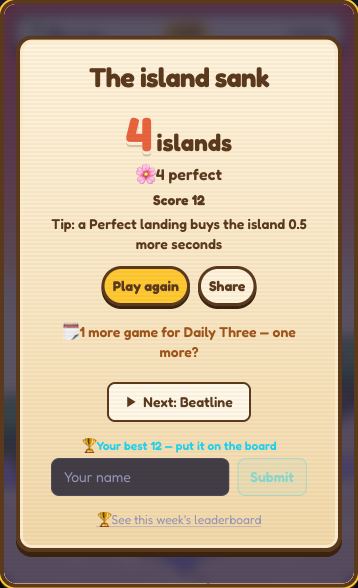 The island sank
4 islands
🌸4 perfect
Score 12
Tip: a Perfect landing buys the island 0.5
more seconds
Play again Share
🗓️1 more game for Daily Three — one
more?
▶ Next: Beatline
🏆Your best 12 — put it on the board
Your name Submit
🏆See this week's leaderboard